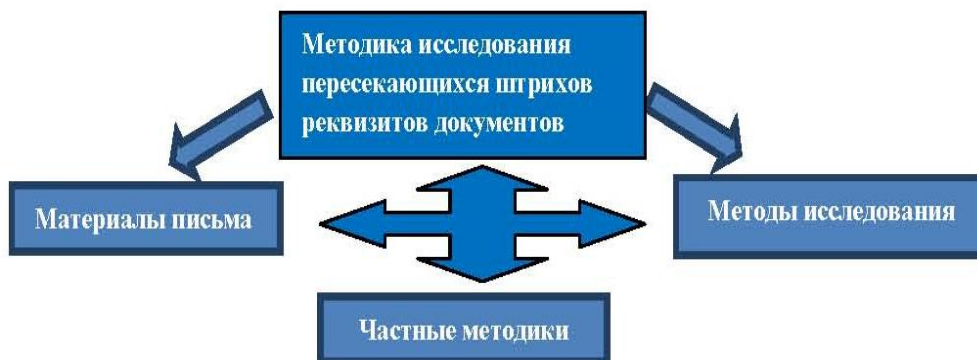 Методика исследования
пересекающихся штрихов
реквизитов документов
Материалы письма
Методы исследования
Частные методики